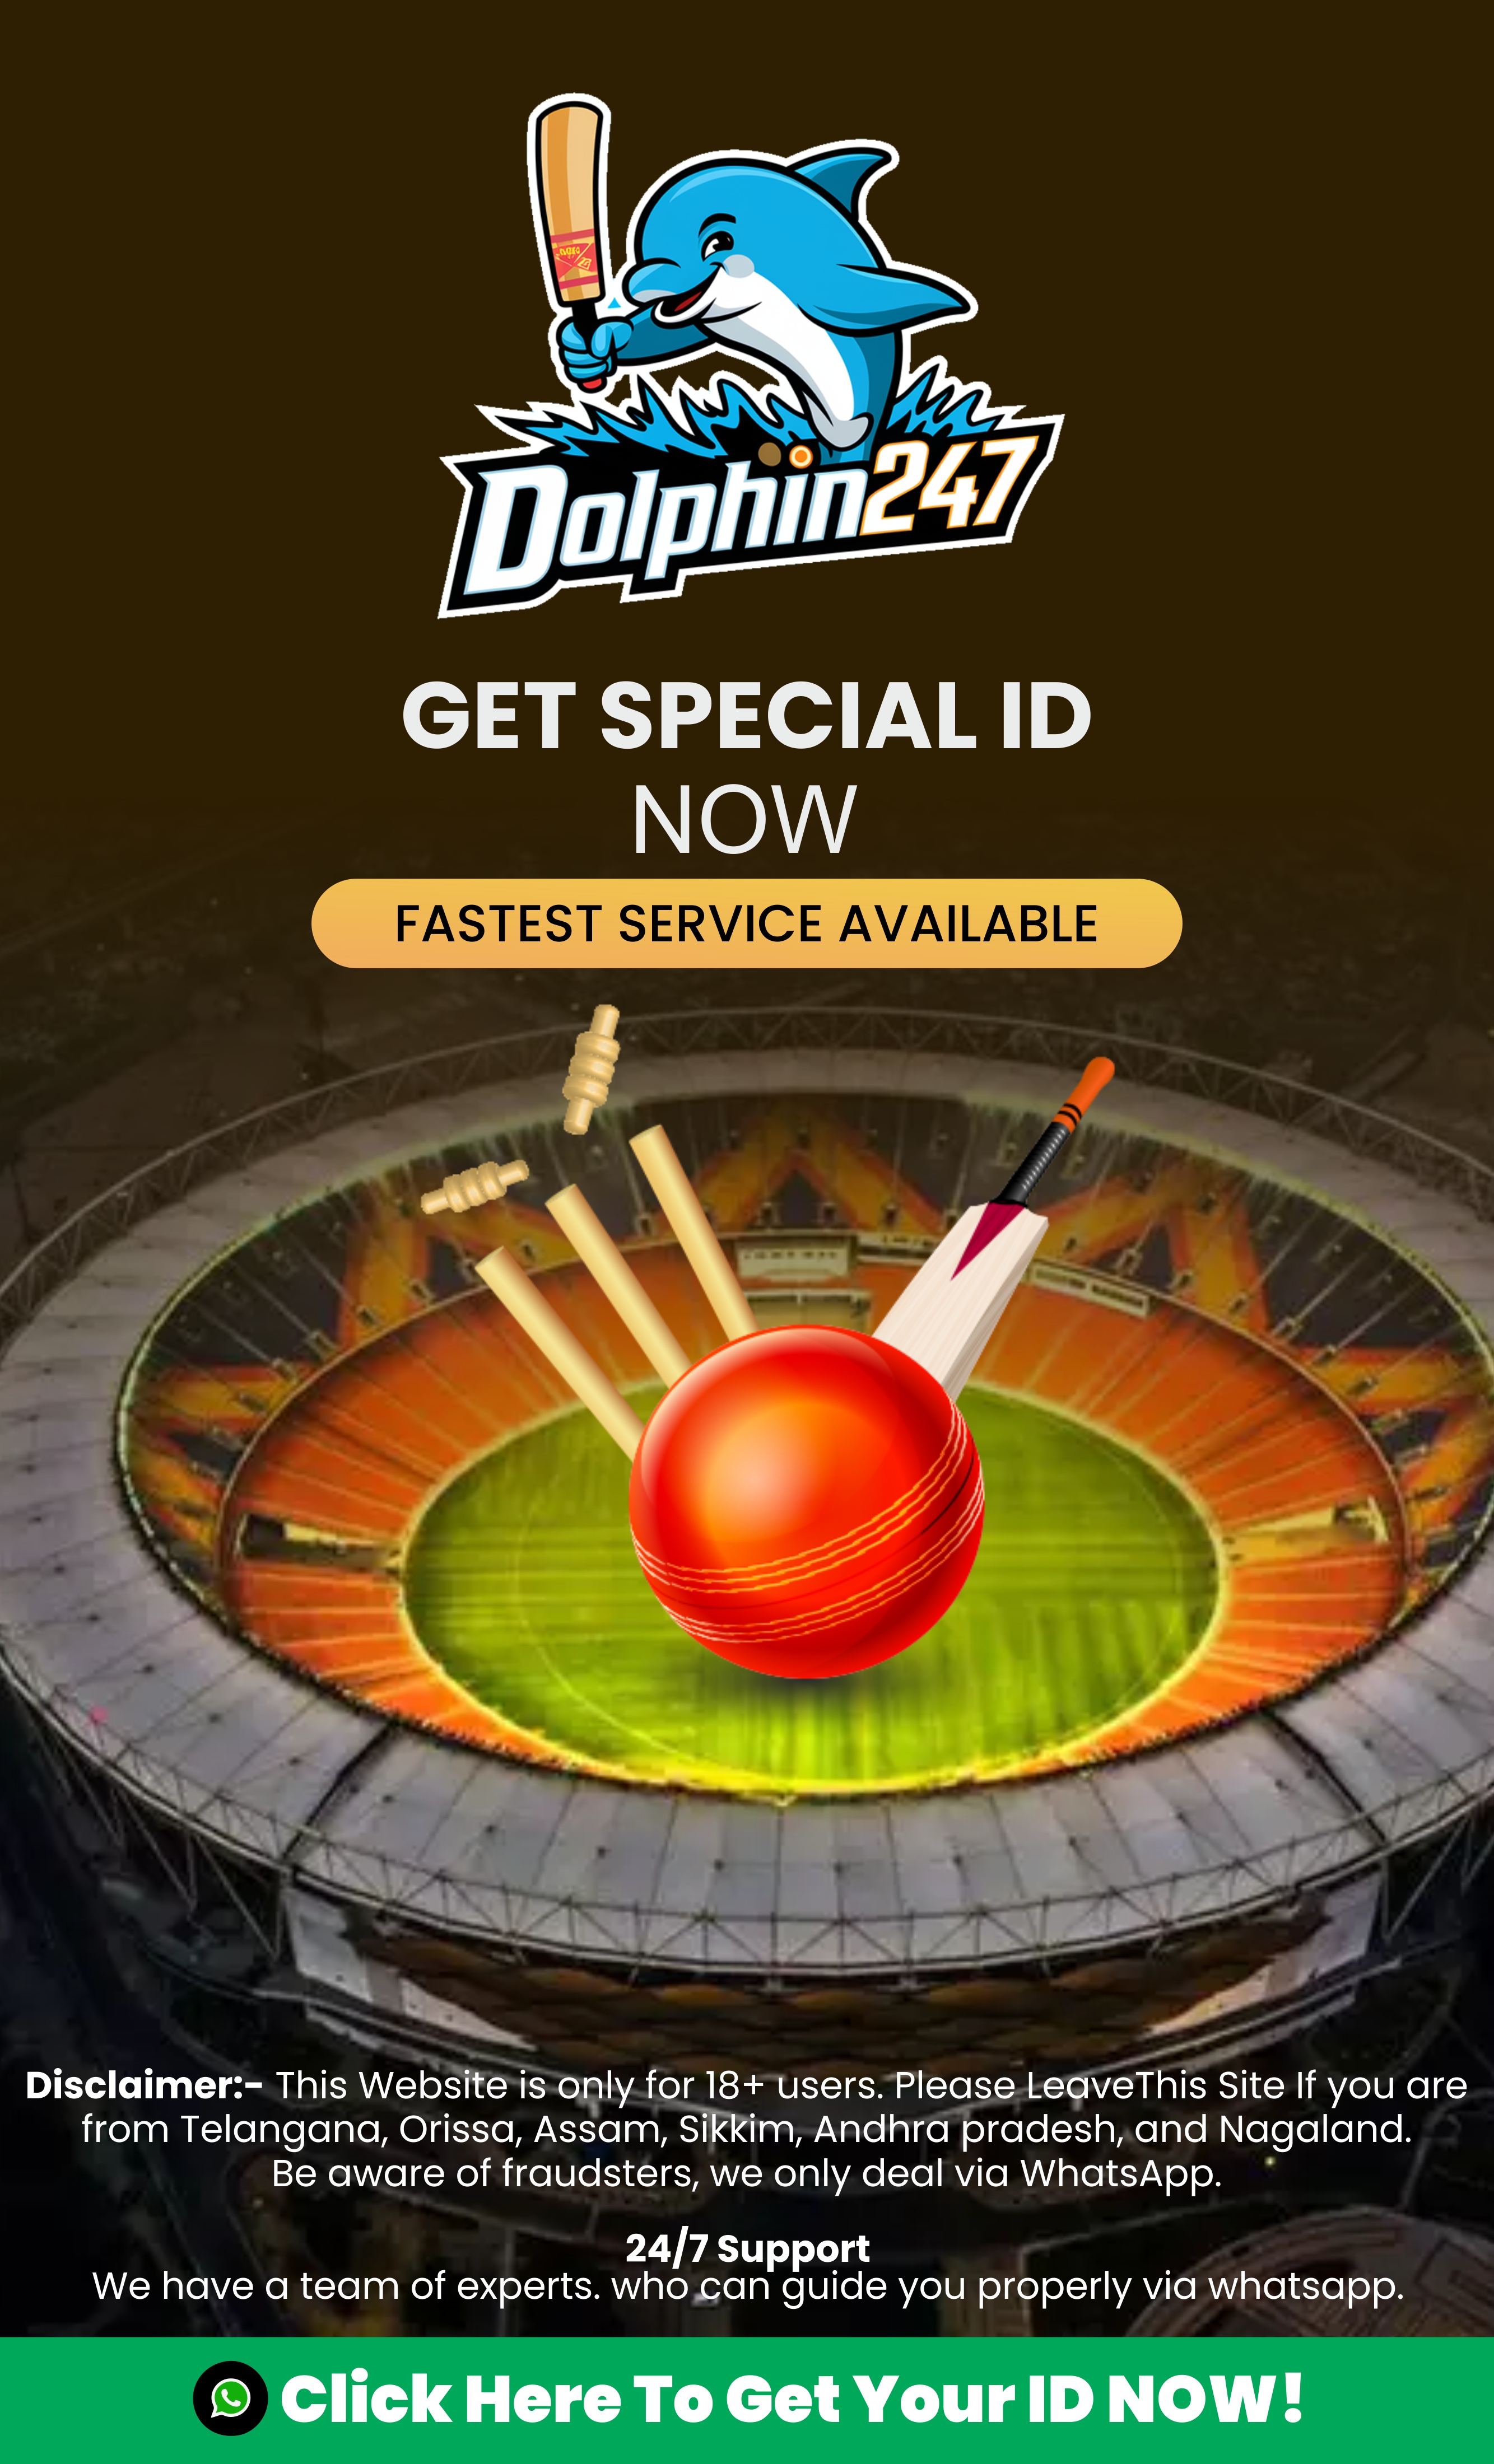 Dolphin247
GET SPECIAL ID
NOW
FASTEST SERVICE AVAILABLE
Disclaimer:- This Website is only for 18+ users. Please LeaveThis Site If you are
from Telangana, Orissa, Assam, Sikkim, Andhra pradesh, and Nagaland.
Be aware of fraudsters, we only deal via WhatsApp.
24/7 Support
We have a team of experts. who can guide you properly via whatsapp.
Click Here To Get Your ID NOW!